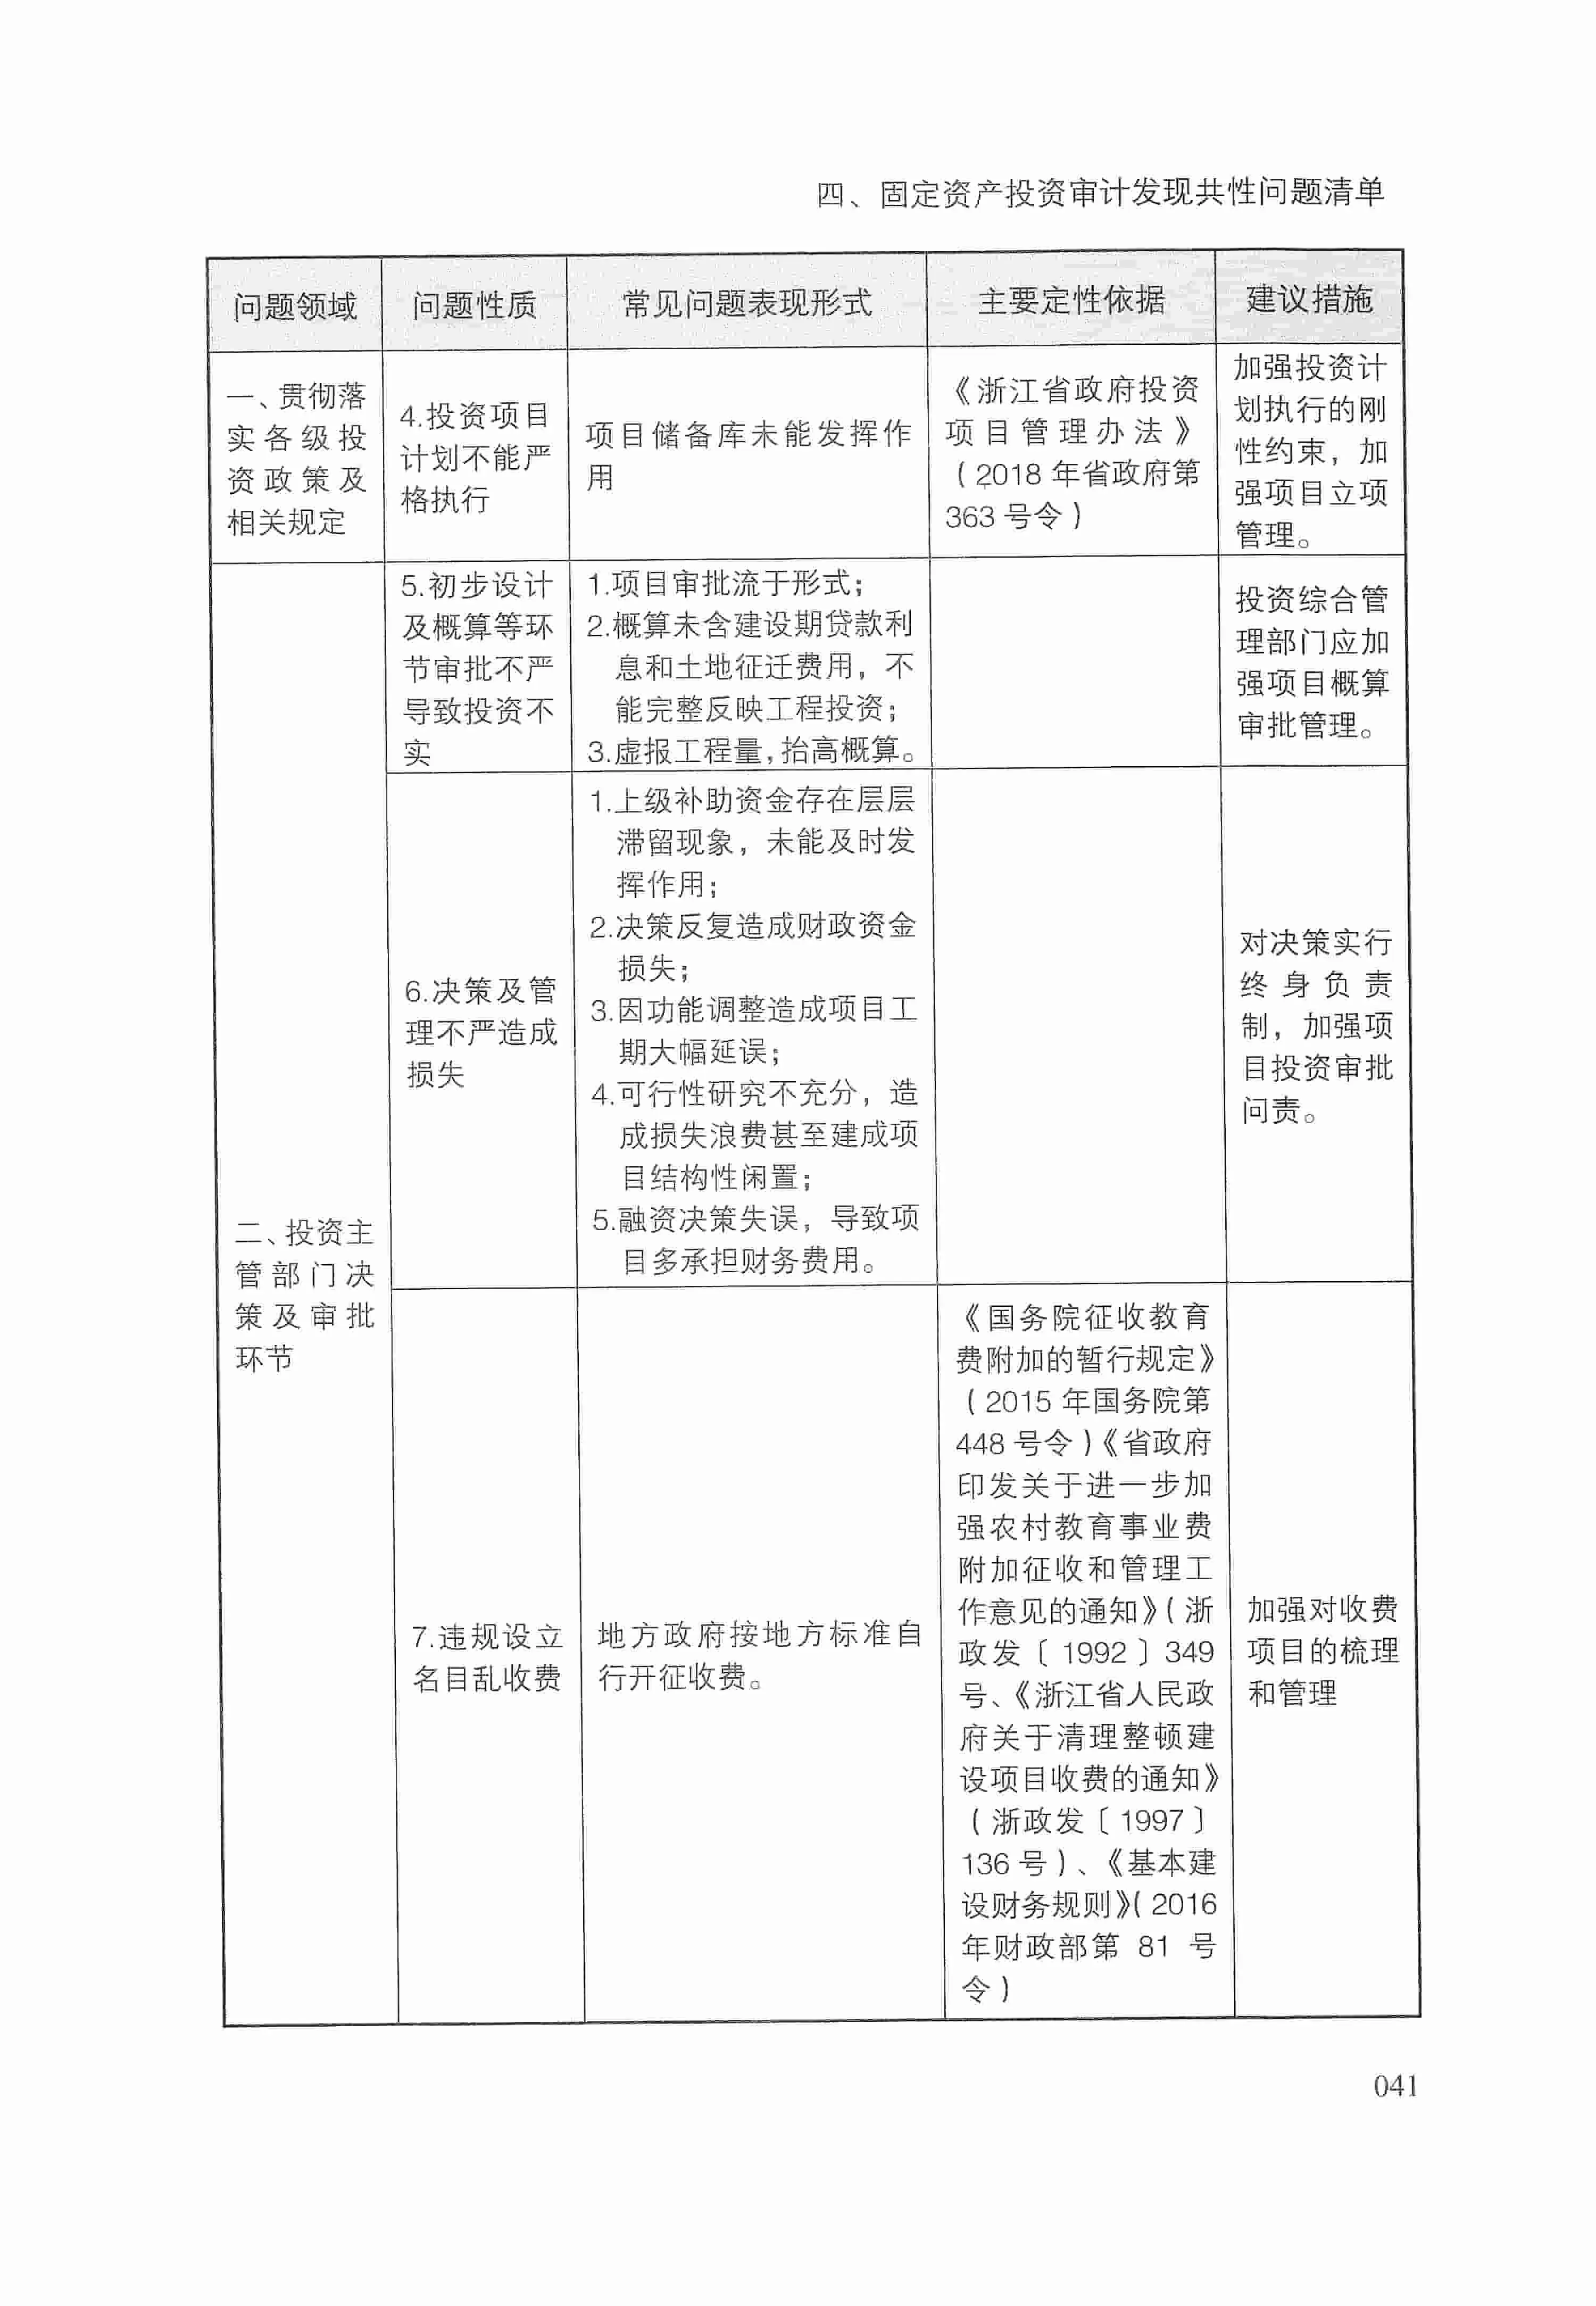 四、固定资产投资审计发现共性问题清单
问题领域
问题性质
常见问题表现形式
主要定性依据
建议措施
一、贯彻落
实各级投
资政策及
相关规定
4.投资项目
计划不能严
格执行
项目储备库未能发挥作
用
《浙江省政府投资
项目管理办法》
（2018 年省政府第
363 号令）
加强投资计
划执行的刚
性约束，加
强项目立项
管理。
二、投资主
管部门决
策及审批
环节
5.初步设计
及概算等环
节审批不严
导致投资不
实
1.项目审批流于形式；
2.概算未含建设期贷款利
息和土地征迁费用，不
能完整反映工程投资；
3.虚报工程量，抬高概算。
投资综合管
理部门应加
强项目概算
审批管理。
6.决策及管
理不严造成
损失
1.上级补助资金存在层层
滞留现象，未能及时发
挥作用；
2.决策反复造成财政资金
损失；
3.因功能调整造成项目工
期大幅延误；
4.可行性研究不充分，造
成损失浪费甚至建成项
目结构性闲置；
5.融资决策失误，导致项
目多承担财务费用。
对决策实行
终身负责
制，加强项
目投资审批
问责。
7.违规设立
名目乱收费
地方政府按地方标准自
行开征收费。
《国务院征收教育
费附加的暂行规定》
（2015 年国务院第
448 号令）《省政府
印发关于进一步加
强农村教育事业费
附加征收和管理工
作意见的通知》（浙
政发〔1992〕349
号、《浙江省人民政
府关于清理整顿建
设项目收费的通知》
（浙政发〔1997〕
136 号）、《基本建
设财务规则》（2016
年财政部第 81 号
令）
加强对收费
项目的梳理
和管理
041